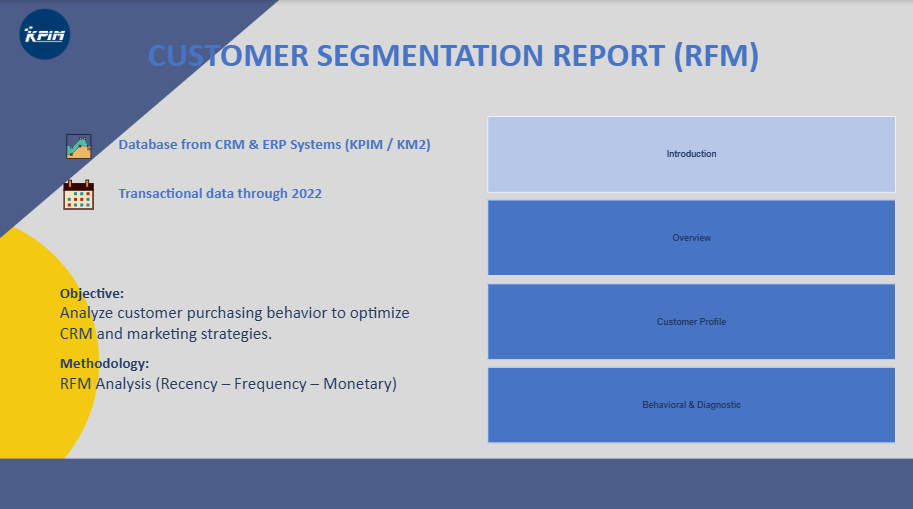 KPIM
CUSTOMER SEGMENTATION REPORT (RFM)
Database from CRM & ERP Systems (KPIM / KM2)
Transactional data through 2022
Objective:
Analyze customer purchasing behavior to optimize
CRM and marketing strategies.
Methodology:
RFM Analysis (Recency – Frequency – Monetary)
Introduction
Overview
Customer Profile
Behavioral & Diagnostic